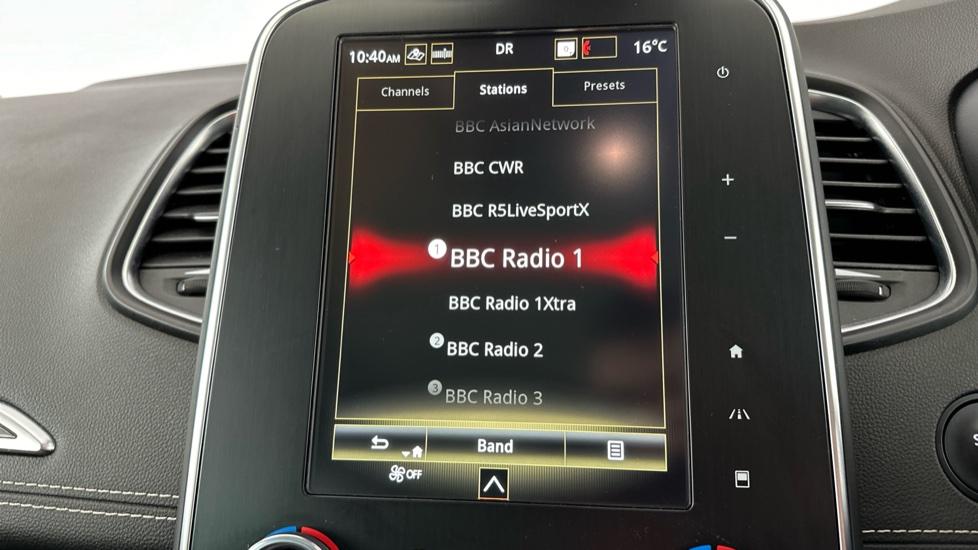 10:40AM DR 16°C
Channels Stations Presets
BBC AsianNetwork
BBC CWR
BBC R5LiveSportX
1 BBC Radio 1
BBC Radio 1Xtra
2 BBC Radio 2
3 BBC Radio 3
Band
OFF